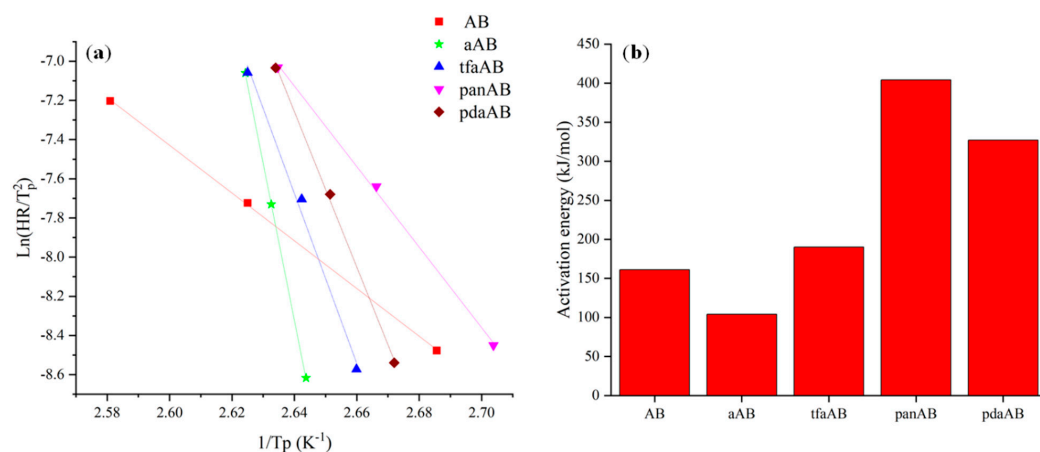 (a)
AB
aAB
tfaAB
panAB
pdaAB
Ln(HR/T_p^2)
-7.0
-7.2
-7.4
-7.6
-7.8
-8.0
-8.2
-8.4
-8.6
2.58 2.60 2.62 2.64 2.66 2.68 2.70
1/Tp (K⁻¹)
(b)
Activation energy (kJ/mol)
450
400
350
300
250
200
150
100
50
0
AB aAB tfaAB panAB pdaAB